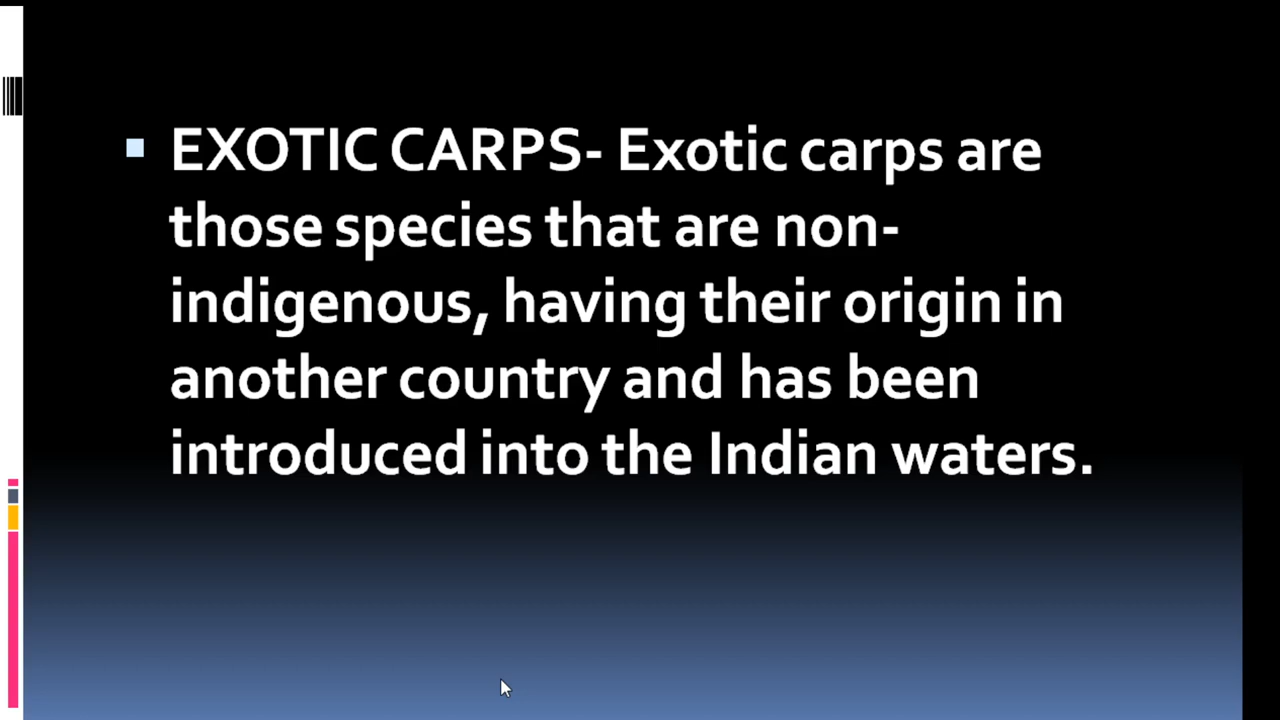 EXOTIC CARPS- Exotic carps are
those species that are non-
indigenous, having their origin in
another country and has been
introduced into the Indian waters.